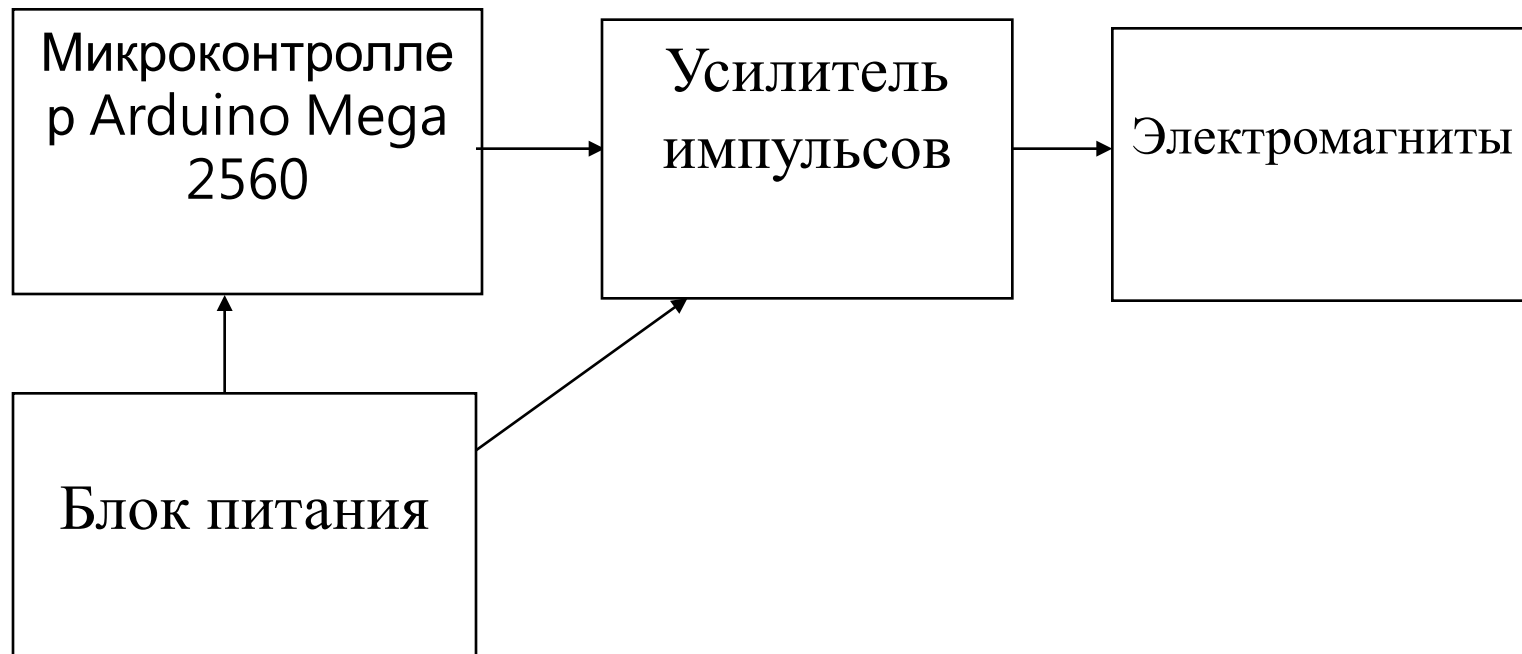 Микроконтролле
р Arduino Mega
2560
Усилитель
импульсов
Электромагниты
Блок питания